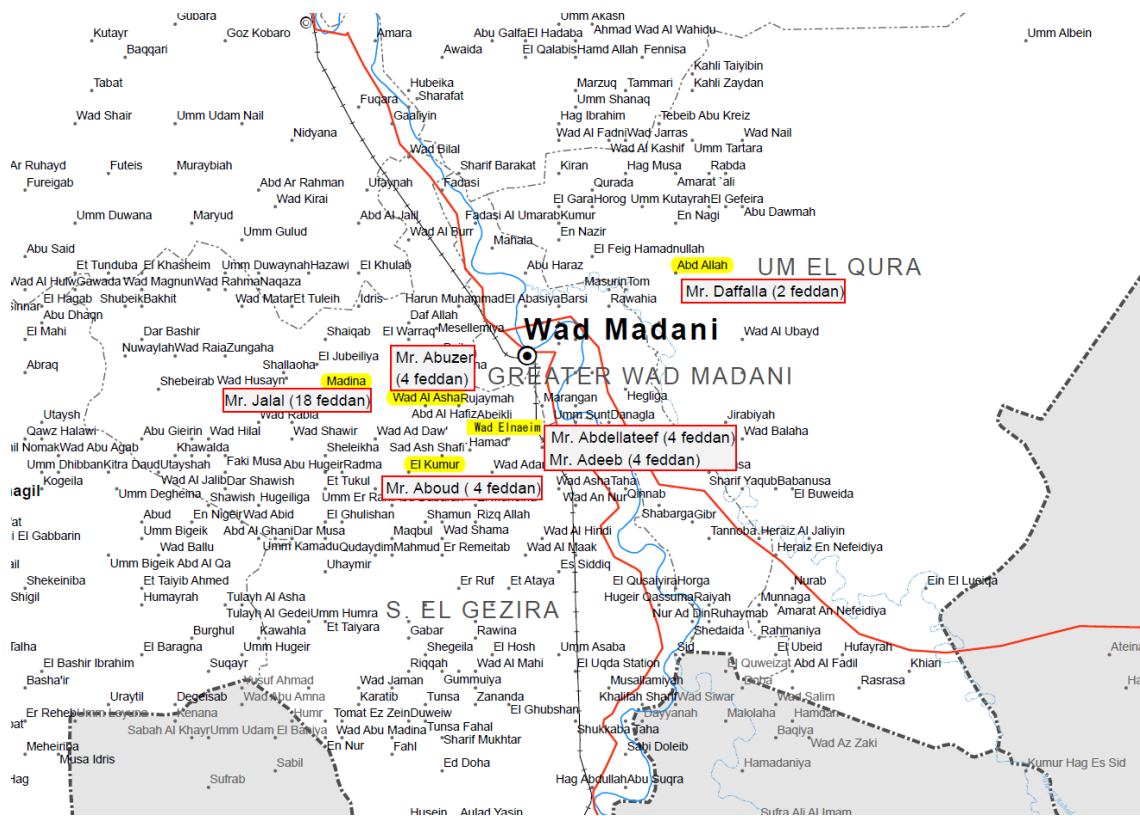 Gubara Umm Akash
Kutayr Goz Kobaro Amara Abu Galfa El Hadaba Ahmad Wad Al Wahidu Umm Albein
Baqqari Awaida El Qalabis Hamd Allah Fennisa
Kahli Taiyibin
Tabat Hubeika Marzuq Tammari Kahli Zaydan
Fuqara Sharafat Umm Shanaq
Wad Shair Umm Udam Nail Gaaliyin Hag Ibrahim Tebeib Abu Kreiz
Nidyana Wad Al Fadni Wad Jarras Wad Nail
Wad Bilal Wad Al Kashif Umm Tartara
Ar Ruhayd Futeis Muraybiah Sharif Barakat Kiran Hag Musa Rabda
Fureigab Abd Ar Rahman Ufaynah Fadasi Qurada Amarat `ali
Wad Kirai El Gara Horog Umm Kutayrah El Gefeira
Umm Duwana Maryud Abd Al Jalil Fadasi Al Umarab Kumur En Nagi Abu Dawmah
Umm Gulud Wad Al Burr En Nazir
Abu Said Mahala El Feig Hamadnullah
Et Tunduba El Khasheim Umm Duwaynah Hazawi El Khulab Abu Haraz Abd Allah UM EL QURA
Wad Al Hulw Gawada Wad Magnun Wad Rahma Naqaza Masurin Tom
Mr. Daffalla (2 feddan)
El Hagab Shubeik Bakhit Wad Matar Et Tuleih Idris Harun Muhammad El Abasiya Barsi Rawahia
innar
Abu Dhaqn Daf Allah
El Mahi Dar Bashir Shaiqab El Warraq Mesellemiya Wad Madani Wad Al Ubayd
Nuwaylah Wad Raia Zungaha
Mr. Abuzer
(4 feddan)
Abraq Shallaoha El Jubeiliya
GREATER WAD MADANI
Shebeirab Wad Husayn Madina
Mr. Jalal (18 feddan) Wad Al Asha Rujaymah Marangan Hegliga
Utaysh Wad Rabia Abd Al Hafiz Abeikli Umm Sunt Danagla Jirabiyah
Qawz Halawi Abu Gieirin Wad Hilal Wad Shawir Wad Ad Daw' Wad Elnaeim Wad Balaha
Mr. Abdellateef (4 feddan)
Mr. Adeeb (4 feddan)
il Nomak Wad Abu Agab Khawalda Sheleikha Sad Ash Shafi` Hamad
Umm Dhibban Kitra Daud Utayshah Faki Musa Abu Hugeir Radma El Kumur Wad Adar usa
Kogeila Wad Al Jalib Dar Shawish Et Tukul Wad Asha Taha Sharif Yaqub Babanusa
Mr. Aboud ( 4 feddan)
nagil Umm Degheina Shawish Hugeiliga Umm Er Wad An Nur Qinnab El Buweida
Abud En Nigeir Wad Abid El Ghulishan Shamun Rizq Allah Shabarga Gibr
i El Gabbarin Umm Bigeik Abd Al Ghani Dar Musa Maqbul Wad Shama Wad Al Hindi Tannoba Heraiz Al Jaliyin
Wad Ballu Umm Kamadu Qudaydim Mahmud Er Remeitab Wad Al Maak Heraiz En Nefeidiya
Umm Bigeik Abd Al Qa Uhaymir Es Siddiq
Shekeiniba Et Taiyib Ahmed Er Ruf Et Ataya El Qusaiyira Horga Nurab Ein El Lueiqa
Shigil Humayrah Tulayh Al Asha Hugeir Qassuma Raiyah Munnaga
Tulayh Al Gedei Umm Humra S. EL GEZIRA Nur Ad Din Ruhaymab Amarat An Nefeidiya
Burghul Kawahla Et Taiyara Gabar Rawina Shedaida Rahmaniya
Talha El Baragna Umm Hugeir Shegeila El Hosh Umm Asaba Sid El Ubeid Hufayrah Ateina
El Bashir Ibrahim Suqayr Riqqah Wad Al Mahi El Uqda Station El Quweizat Abd Al Fadil Khiari
Basha'ir Yusuf Ahmad Wad Jaman Gummuiya Musallamiyah Doba Rasrasa Ha
Uraytil Degeisab Wad Abu Amna Karatib Tunsa Zananda Khalifah Sharif Wad Siwar Wad Salim
Er Reheb Umm Loyuna Kenana Humr Tomat Ez Zein Duweiw El Ghubshan Dayyanah Malolaha Hamdan
Sabah Al Khayr Umm Udam El Bahiya Wad Abu Madina Tunsa Fahal Shukkaba Taha Baqiya
Meheiriba En Nur Fahl Sharif Mukhtar Sabi Doleib Wad Az Zaki
Musa Idris Sabil Ed Doha Hamadaniya Kumur Hag Es Sid
Hag Sufrab Hag Abdullah Abu Suqra
Husein Aulad Yasin Sufra Ali Al Imam